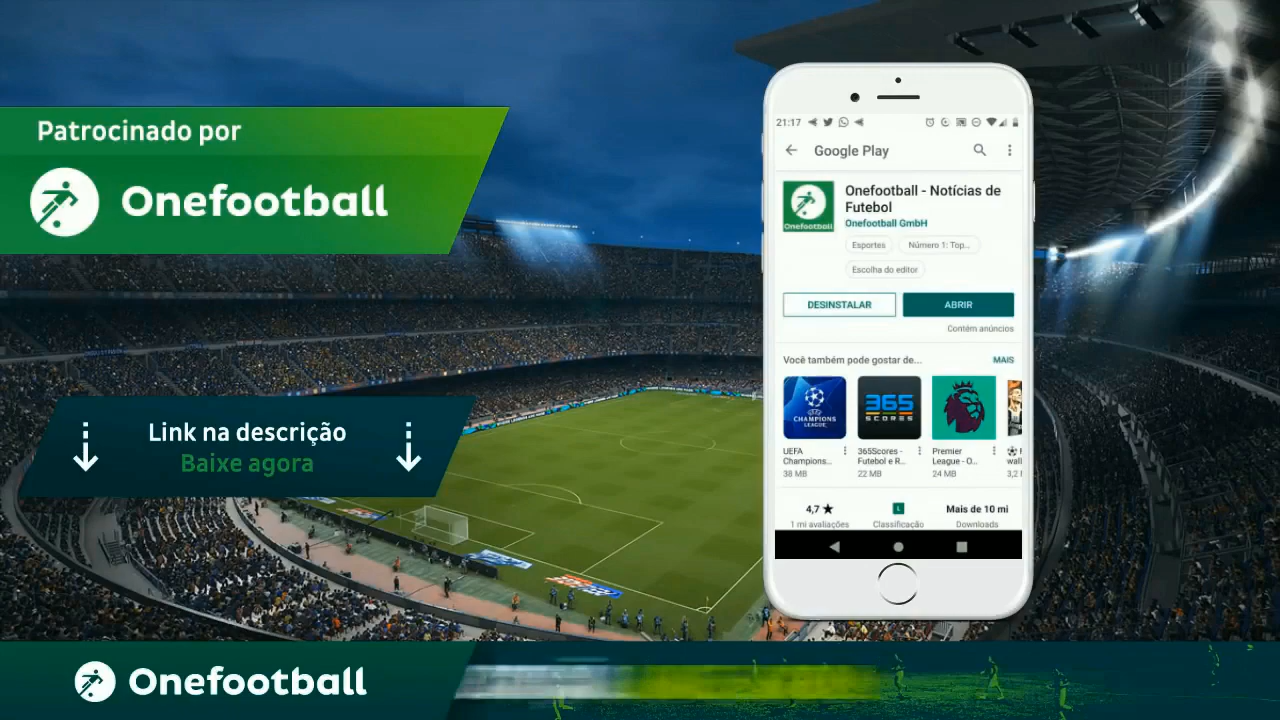 Patrocinado por
Onefootball
Link na descrição
Baixe agora
21:17
Google Play
Onefootball - Notícias de
Futebol
Onefootball GmbH
Onefootball
Esportes
Número 1: Top...
Escolha do editor
DESINSTALAR
ABRIR
Contém anúncios
Você também pode gostar de...
MAIS
UEFA
CHAMPIONS
LEAGUE
365
SCORES
UEFA
Champions...
38 MB
365Scores -
Futebol e R...
22 MB
Premier
League - O...
24 MB
4,7 ★
1 mi avaliações
L
Classificação
Mais de 10 mi
Downloads
Onefootball